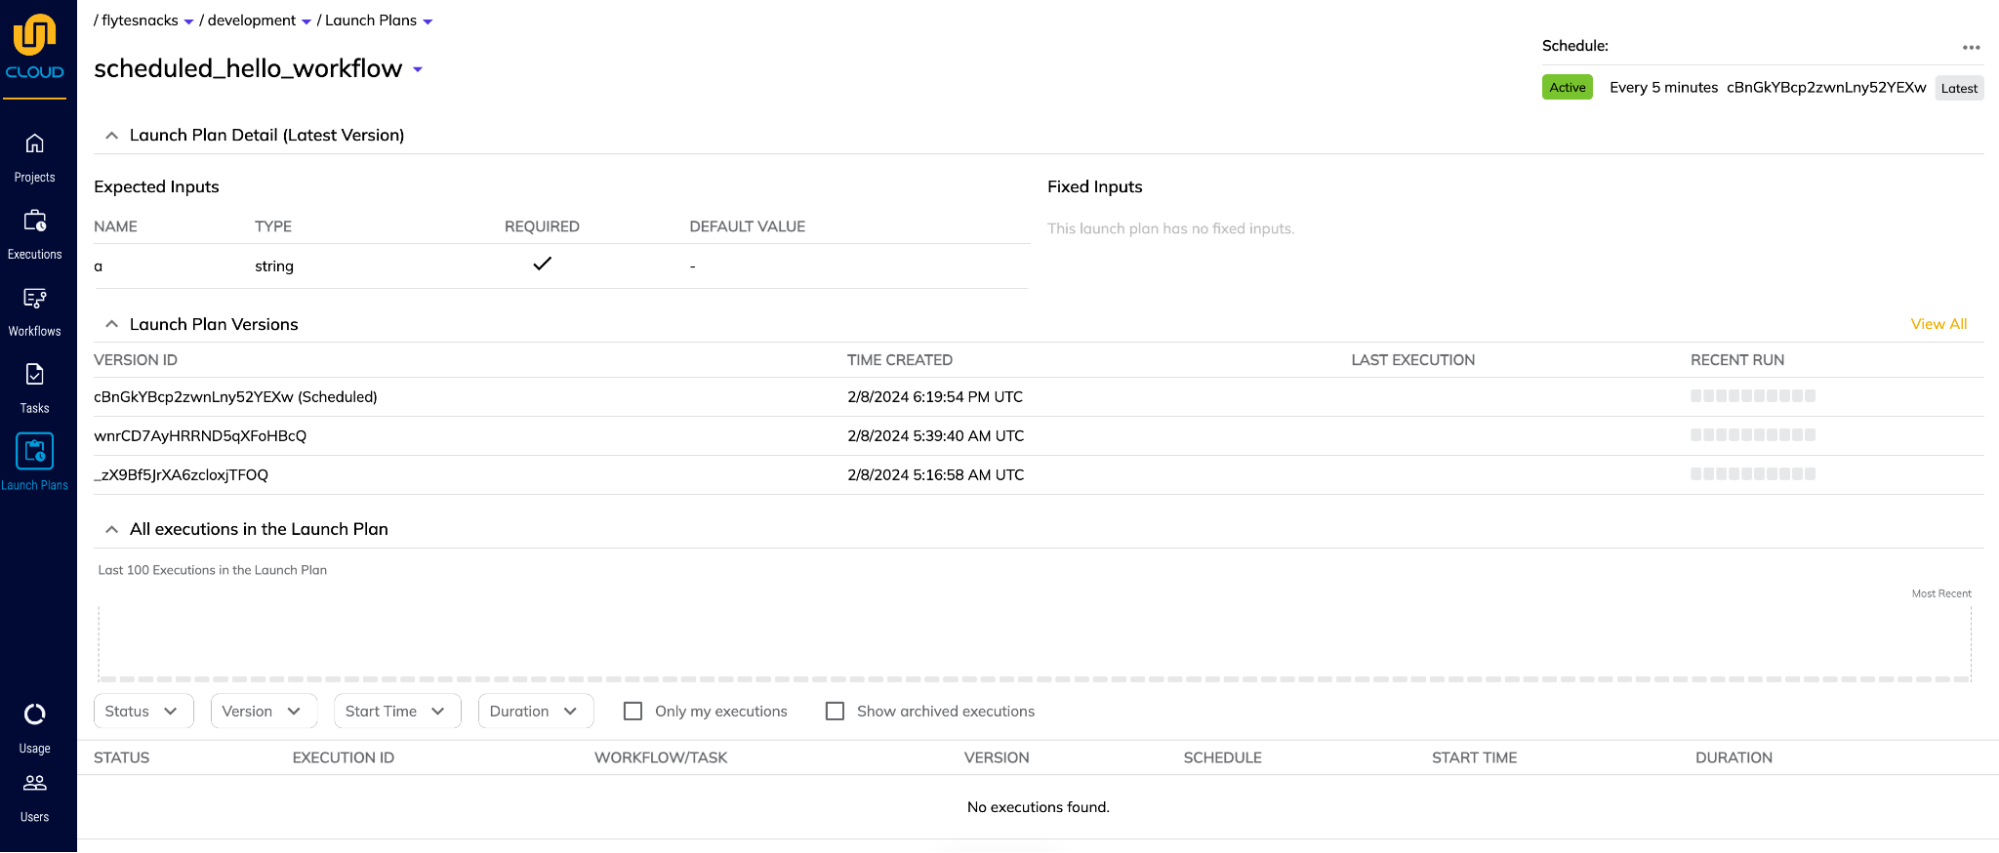 / flytesnacks / development / Launch Plans
scheduled_hello_workflow
Schedule:
Active Every 5 minutes cBnGkYBcp2zwnLny52YEXw Latest
CLOUD
Projects
Executions
Workflows
Tasks
Launch Plans
Usage
Users
Launch Plan Detail (Latest Version)
Expected Inputs
NAME TYPE REQUIRED DEFAULT VALUE
a string -
Fixed Inputs
This launch plan has no fixed inputs.
Launch Plan Versions View All
VERSION ID TIME CREATED LAST EXECUTION RECENT RUN
cBnGkYBcp2zwnLny52YEXw (Scheduled) 2/8/2024 6:19:54 PM UTC
wnrCD7AyHRRND5qXFoHBcQ 2/8/2024 5:39:40 AM UTC
_zX9Bf5JrXA6zcloxjTFOQ 2/8/2024 5:16:58 AM UTC
All executions in the Launch Plan
Last 100 Executions in the Launch Plan
Most Recent
Status Version Start Time Duration Only my executions Show archived executions
STATUS EXECUTION ID WORKFLOW/TASK VERSION SCHEDULE START TIME DURATION
No executions found.